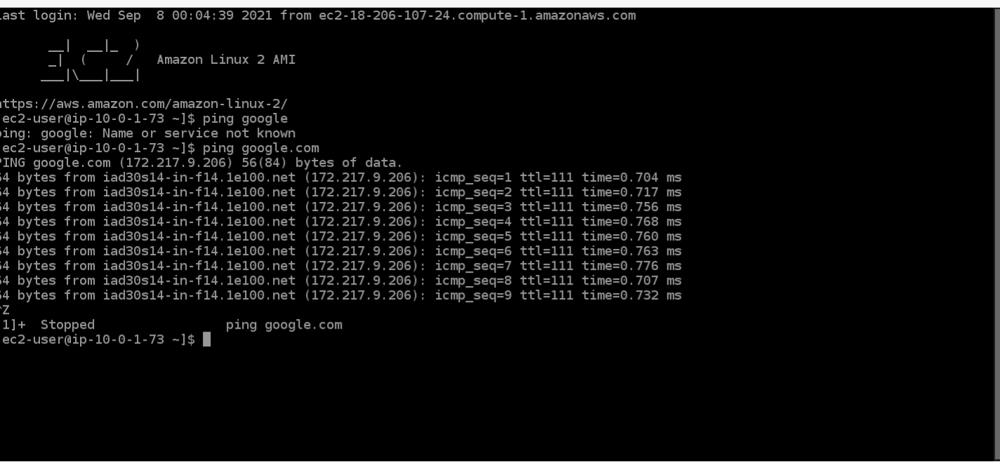 ast login: Wed Sep  8 00:04:39 2021 from ec2-18-206-107-24.compute-1.amazonaws.com
       __|  __|_  )
       _|  (     /   Amazon Linux 2 AMI
      ___|\___|___|
ttps://aws.amazon.com/amazon-linux-2/
ec2-user@ip-10-0-1-73 ~]$ ping google
ping: google: Name or service not known
ec2-user@ip-10-0-1-73 ~]$ ping google.com
PING google.com (172.217.9.206) 56(84) bytes of data.
64 bytes from iad30s14-in-f14.1e100.net (172.217.9.206): icmp_seq=1 ttl=111 time=0.704 ms
64 bytes from iad30s14-in-f14.1e100.net (172.217.9.206): icmp_seq=2 ttl=111 time=0.717 ms
64 bytes from iad30s14-in-f14.1e100.net (172.217.9.206): icmp_seq=3 ttl=111 time=0.756 ms
64 bytes from iad30s14-in-f14.1e100.net (172.217.9.206): icmp_seq=4 ttl=111 time=0.768 ms
64 bytes from iad30s14-in-f14.1e100.net (172.217.9.206): icmp_seq=5 ttl=111 time=0.760 ms
64 bytes from iad30s14-in-f14.1e100.net (172.217.9.206): icmp_seq=6 ttl=111 time=0.763 ms
64 bytes from iad30s14-in-f14.1e100.net (172.217.9.206): icmp_seq=7 ttl=111 time=0.776 ms
64 bytes from iad30s14-in-f14.1e100.net (172.217.9.206): icmp_seq=8 ttl=111 time=0.707 ms
64 bytes from iad30s14-in-f14.1e100.net (172.217.9.206): icmp_seq=9 ttl=111 time=0.732 ms
^Z
1]+  Stopped                 ping google.com
ec2-user@ip-10-0-1-73 ~]$